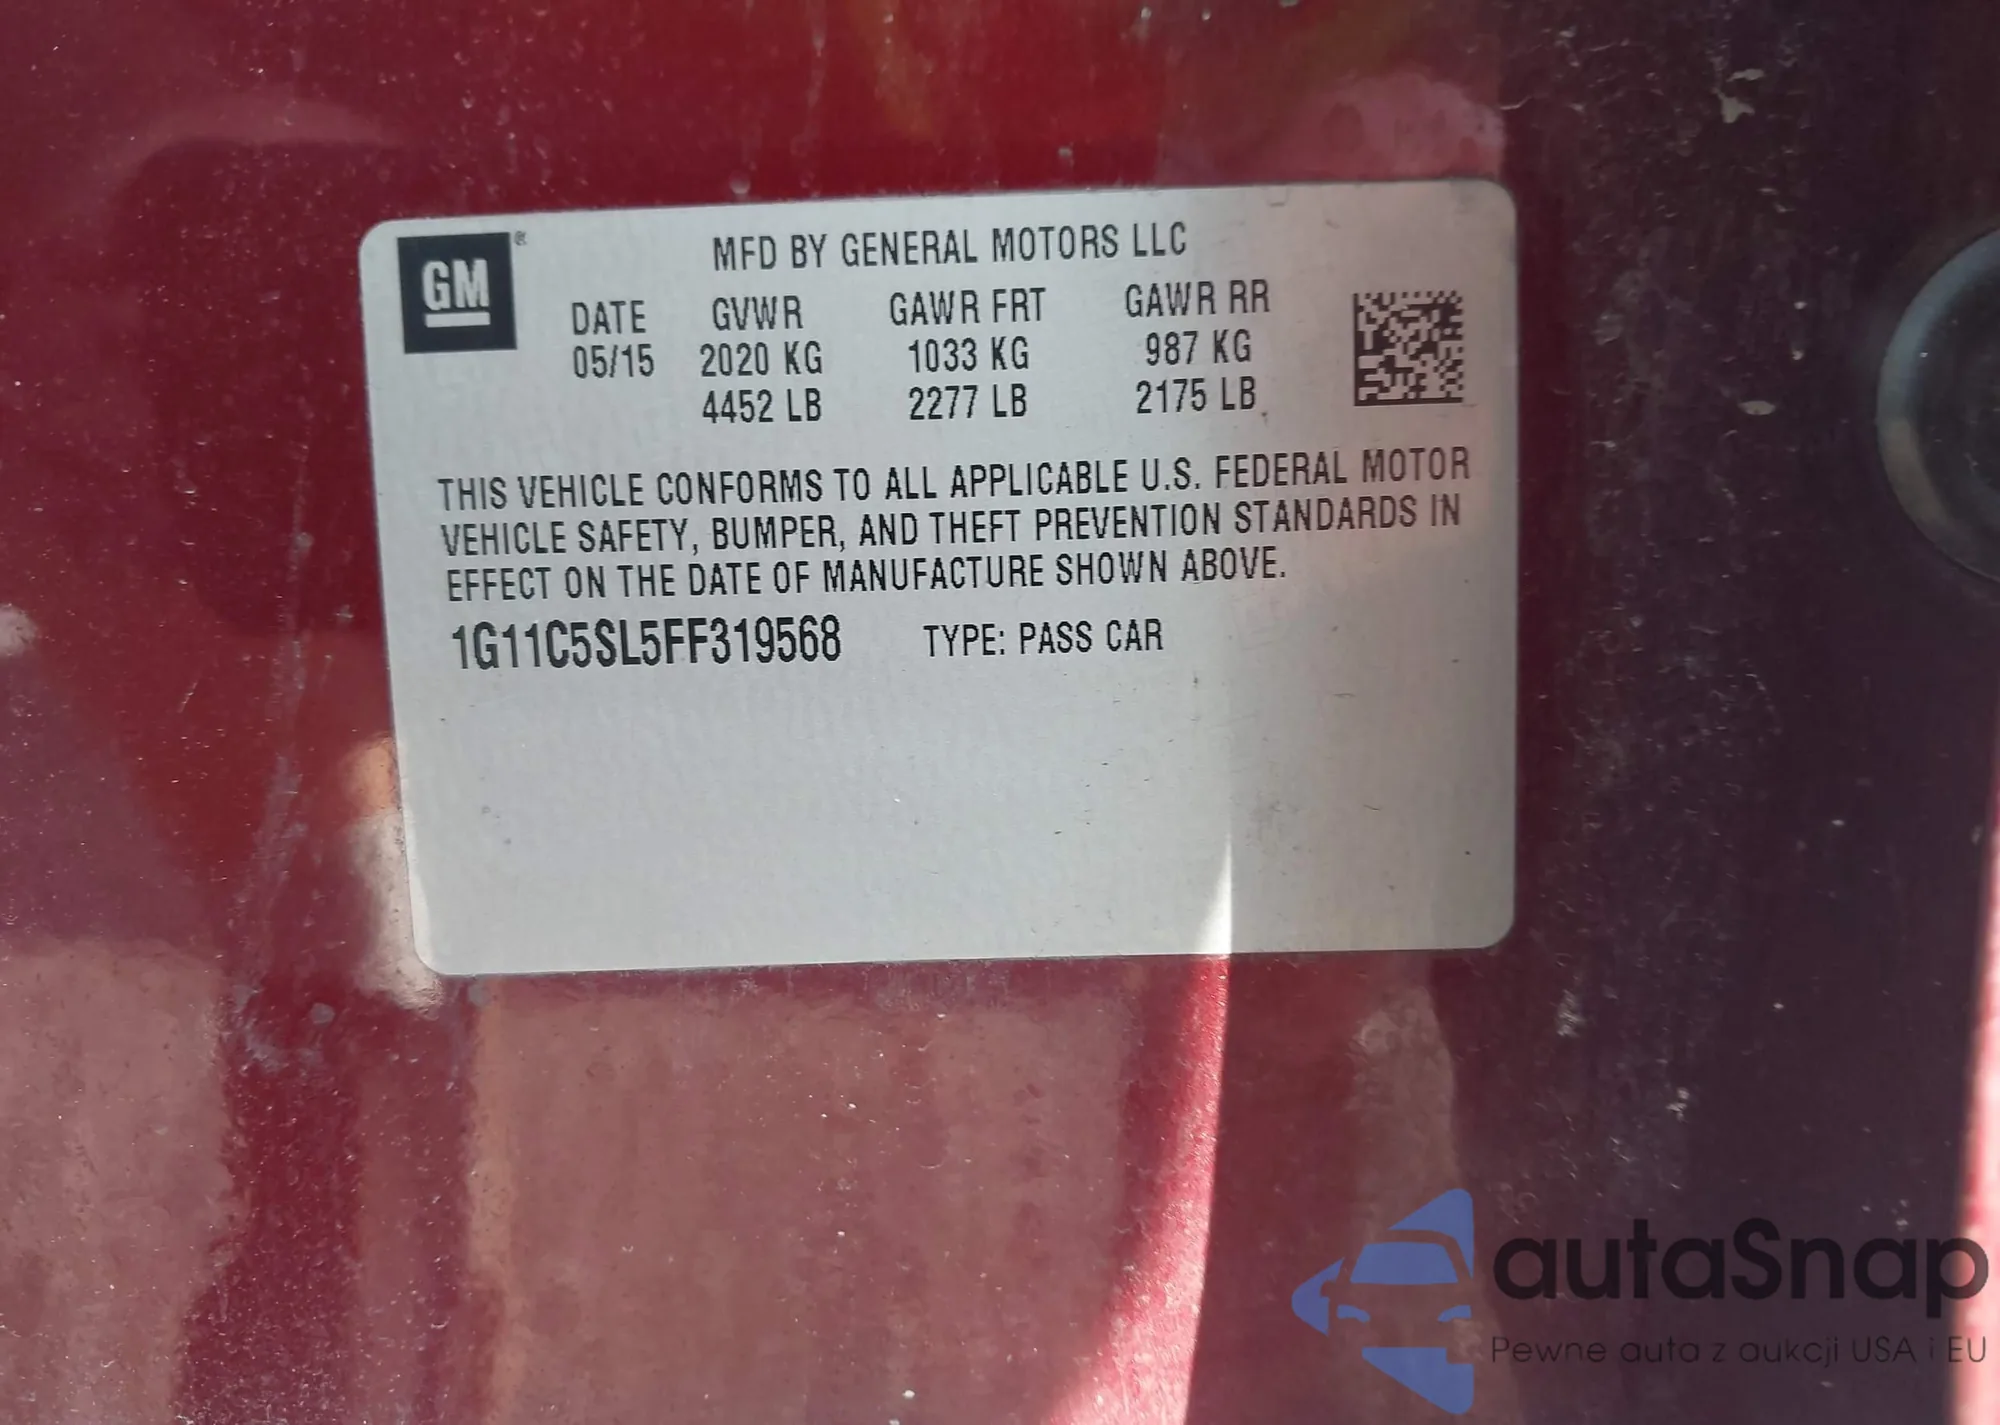 GM®
MFD BY GENERAL MOTORS LLC
DATE GVWR GAWR FRT GAWR RR
05/15 2020 KG 1033 KG 987 KG
4452 LB 2277 LB 2175 LB
THIS VEHICLE CONFORMS TO ALL APPLICABLE U.S. FEDERAL MOTOR
VEHICLE SAFETY, BUMPER, AND THEFT PREVENTION STANDARDS IN
EFFECT ON THE DATE OF MANUFACTURE SHOWN ABOVE.
1G11C5SL5FF319568 TYPE: PASS CAR
autaSnap
Pewne auta z aukcji USA i EU